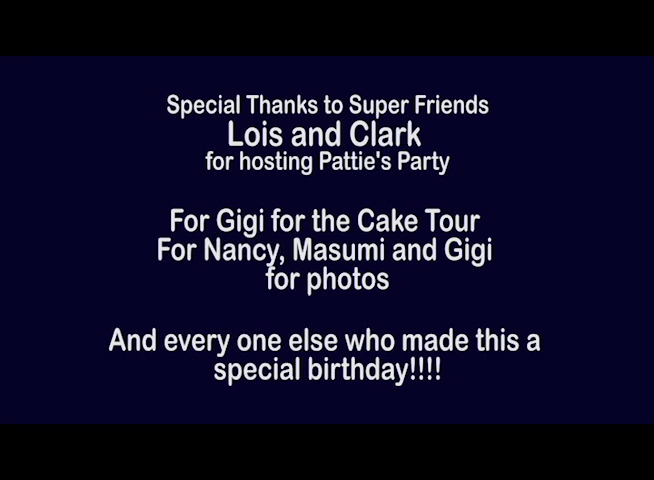 Special Thanks to Super Friends
Lois and Clark
for hosting Pattie's Party
For Gigi for the Cake Tour
For Nancy, Masumi and Gigi
for photos
And every one else who made this a
special birthday!!!!